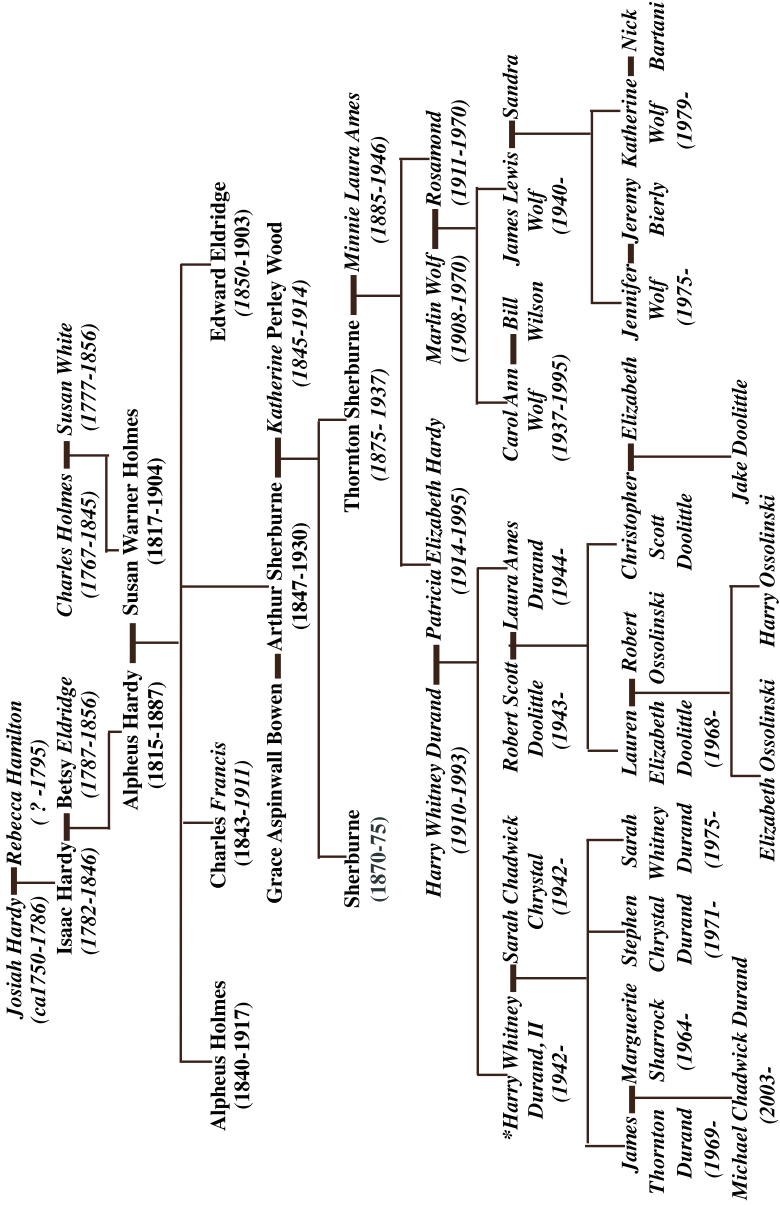 Josiah Hardy Rebecca Hamilton
(ca1750-1786) ( ? -1795)
Isaac Hardy Betsy Eldridge
(1782-1846) (1787-1856)
Charles Holmes Susan White
(1767-1845) (1777-1856)
Alpheus Hardy Susan Warner Holmes
(1815-1887) (1817-1904)
Alpheus Holmes
(1840-1917)
Charles Francis
(1843-1911)
Edward Eldridge
(1850-1903)
Grace Aspinwall Bowen Arthur Sherburne Katherine Perley Wood
(1847-1930) (1845-1914)
Sherburne
(1870-75)
Thornton Sherburne Minnie Laura Ames
(1875- 1937) (1885-1946)
Harry Whitney Durand Patricia Elizabeth Hardy
(1910-1993) (1914-1995)
Marlin Wolf Rosamond
(1908-1970) (1911-1970)
*Harry Whitney Sarah Chadwick
Durand, II Chrystal
(1942- (1942-
Robert Scott Laura Ames
Doolittle Durand
(1943- (1944-
Carol Ann Bill
Wolf Wilson
(1937-1995)
James Lewis Sandra
Wolf
(1940-
James Marguerite
Thornton Sharrock
Durand (1964-
(1969-
Stephen
Chrystal
Durand
(1971-
Sarah
Whitney
Durand
(1975-
Lauren Robert
Elizabeth Ossolinski
Doolittle
(1968-
Christopher Elizabeth
Scott
Doolittle
Jennifer Jeremy
Wolf Bierly
(1975-
Katherine Nick
Wolf Bartani
(1979-
Michael Chadwick Durand
(2003-
Elizabeth Ossolinski
Harry Ossolinski
Jake Doolittle